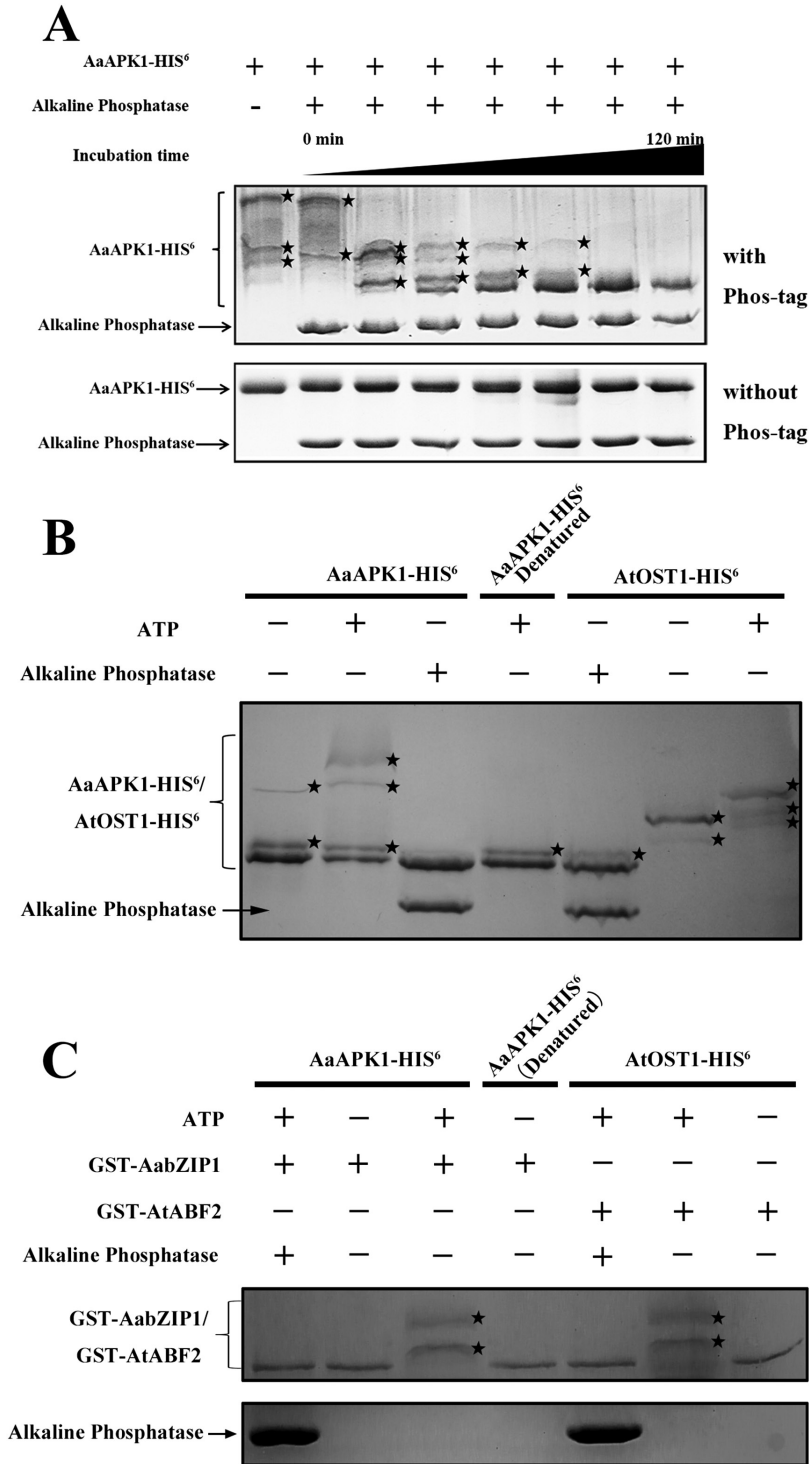 A
AaAPK1-HIS⁶ + + + + + + + +
Alkaline Phosphatase - + + + + + + +
0 min 120 min
Incubation time
AaAPK1-HIS⁶
with
Phos-tag
Alkaline Phosphatase
AaAPK1-HIS⁶
without
Phos-tag
Alkaline Phosphatase
B
AaAPK1-HIS⁶
AaAPK1-HIS⁶
Denatured
AtOST1-HIS⁶
ATP − + − + − − +
Alkaline Phosphatase − − + − + − −
AaAPK1-HIS⁶/
AtOST1-HIS⁶
Alkaline Phosphatase
C
AaAPK1-HIS⁶
AaAPK1-HIS⁶
(Denatured)
AtOST1-HIS⁶
ATP + − + − + + −
GST-AabZIP1 + + + + − − −
GST-AtABF2 − − − − + + +
Alkaline Phosphatase + − − − + − −
GST-AabZIP1/
GST-AtABF2
Alkaline Phosphatase